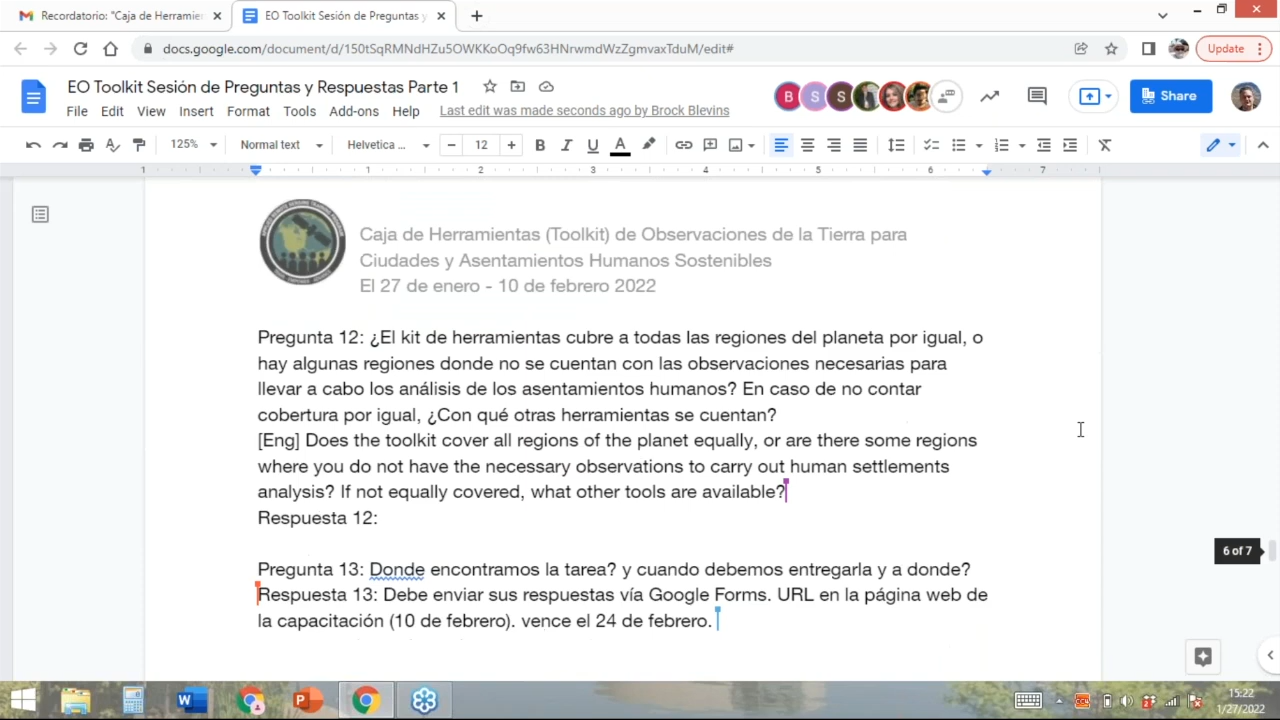 Recordatorio: "Caja de Herramier
EO Toolkit Sesión de Preguntas y
docs.google.com/document/d/150tSqRMNdHZu5OWKKoOq9fw63HNrwmdWzZgmvaxTduM/edit#
Update
EO Toolkit Sesión de Preguntas y Respuestas Parte 1
File Edit View Insert Format Tools Add-ons Help Last edit was made seconds ago by Brock Blevins
B S S
Share
125% Normal text Helvetica ... 12 B I U A
1 1 2 3 4 5 6 7
Caja de Herramientas (Toolkit) de Observaciones de la Tierra para
Ciudades y Asentamientos Humanos Sostenibles
El 27 de enero - 10 de febrero 2022
Pregunta 12: ¿El kit de herramientas cubre a todas las regiones del planeta por igual, o
hay algunas regiones donde no se cuentan con las observaciones necesarias para
llevar a cabo los análisis de los asentamientos humanos? En caso de no contar
cobertura por igual, ¿Con qué otras herramientas se cuentan?
[Eng] Does the toolkit cover all regions of the planet equally, or are there some regions
where you do not have the necessary observations to carry out human settlements
analysis? If not equally covered, what other tools are available?
Respuesta 12:
6 of 7
Pregunta 13: Donde encontramos la tarea? y cuando debemos entregarla y a donde?
Respuesta 13: Debe enviar sus respuestas vía Google Forms. URL en la página web de
la capacitación (10 de febrero). vence el 24 de febrero.
15:22
1/27/2022